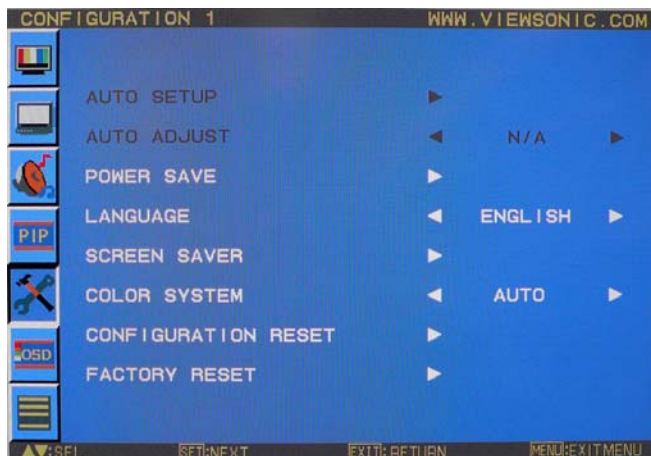 CONFIGURATION 1 WWW.VIEWSONIC.COM
AUTO SETUP ▶
AUTO ADJUST ◀ N/A ▶
POWER SAVE ▶
PIP LANGUAGE ◀ ENGLISH ▶
SCREEN SAVER ▶
COLOR SYSTEM ◀ AUTO ▶
CONFIGURATION RESET ▶
OSD
FACTORY RESET ▶
▲▼:SEL SET:NEXT EXIT:RETURN MENU:EXITMENU